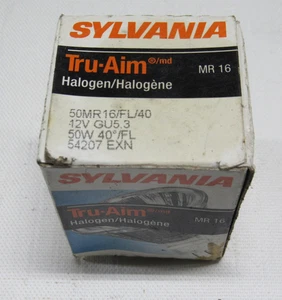 SYLVANIA
Tru-Aim®/md
MR 16
Halogen/Halogène
50MR16/FL/40
12V GU5.3
50W 40°/FL
54207 EXN
SYLVANIA
Tru-Aim
Halogen/Halogène
MR 16